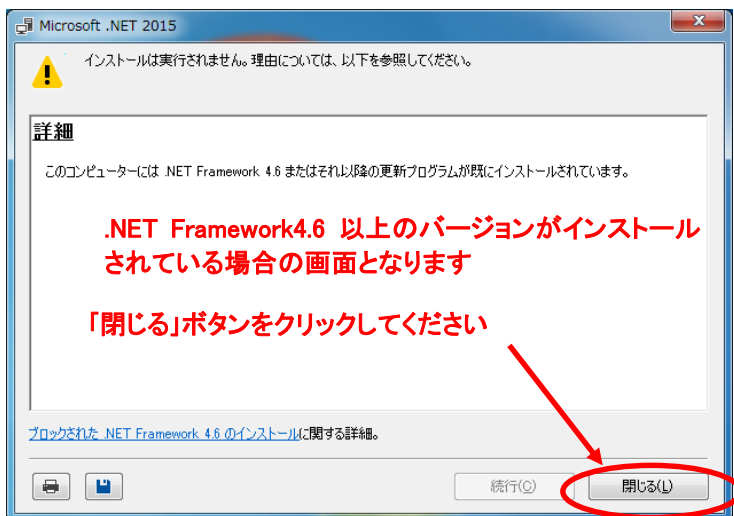 Microsoft .NET 2015
インストールは実行されません。理由については、以下を参照してください。
詳細
このコンピューターには .NET Framework 4.6 またはそれ以降の更新プログラムが既にインストールされています。
.NET Framework4.6 以上のバージョンがインストール
されている場合の画面となります
「閉じる」ボタンをクリックしてください
ブロックされた .NET Framework 4.6 のインストールに関する詳細。
続行(C)
閉じる(L)